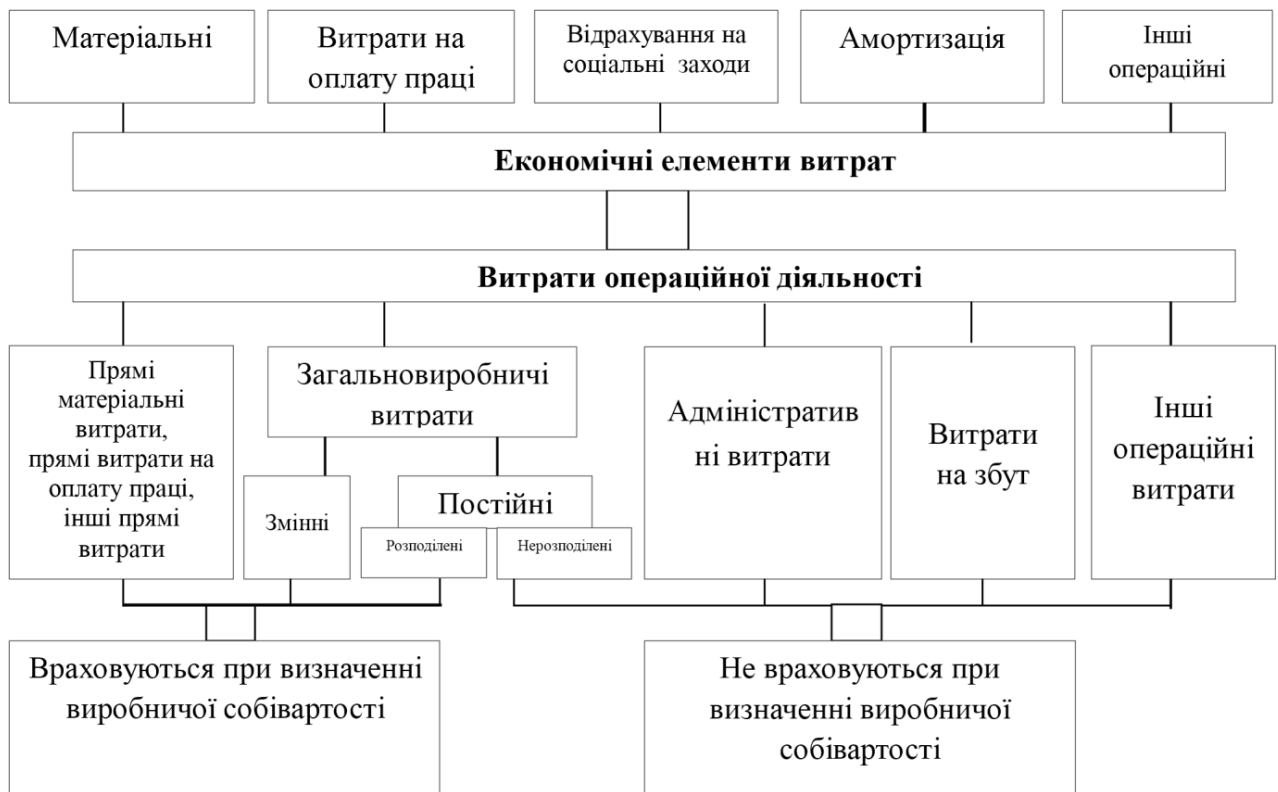 Матеріальні
Витрати на
оплату праці
Відрахування на
соціальні заходи
Амортизація
Інші
операційні
Економічні елементи витрат
Витрати операційної діяльності
Прямі
матеріальні
витрати,
прямі витрати на
оплату праці,
інші прямі
витрати
Загальновиробничі
витрати
Змінні
Постійні
Розподілені
Нерозподілені
Адміністратив
ні витрати
Витрати
на збут
Інші
операційні
витрати
Враховуються при визначенні
виробничої собівартості
Не враховуються при
визначенні виробничої
собівартості